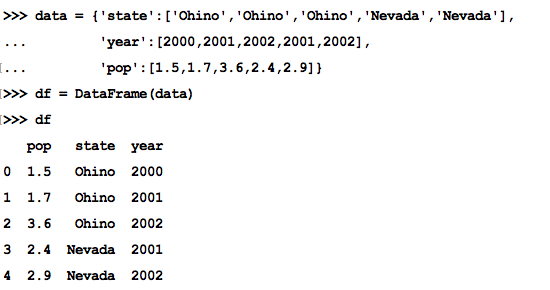 >>> data = {'state':['Ohino','Ohino','Ohino','Nevada','Nevada'],
...         'year':[2000,2001,2002,2001,2002],
[...         'pop':[1.5,1.7,3.6,2.4,2.9]}
[>>> df = DataFrame(data)
[>>> df
   pop   state  year
0  1.5   Ohino  2000
1  1.7   Ohino  2001
2  3.6   Ohino  2002
3  2.4  Nevada  2001
4  2.9  Nevada  2002